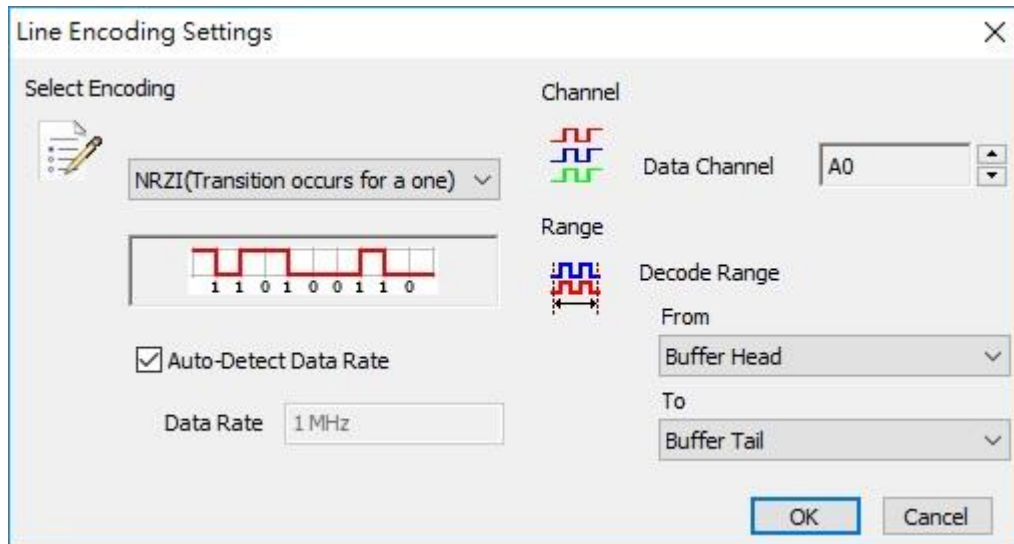 Line Encoding Settings
Select Encoding
NRZI(Transition occurs for a one)
1 1 0 1 0 0 1 1 0
Auto-Detect Data Rate
Data Rate 1 MHz
Channel
Data Channel A0
Range
Decode Range
From
Buffer Head
To
Buffer Tail
OK Cancel